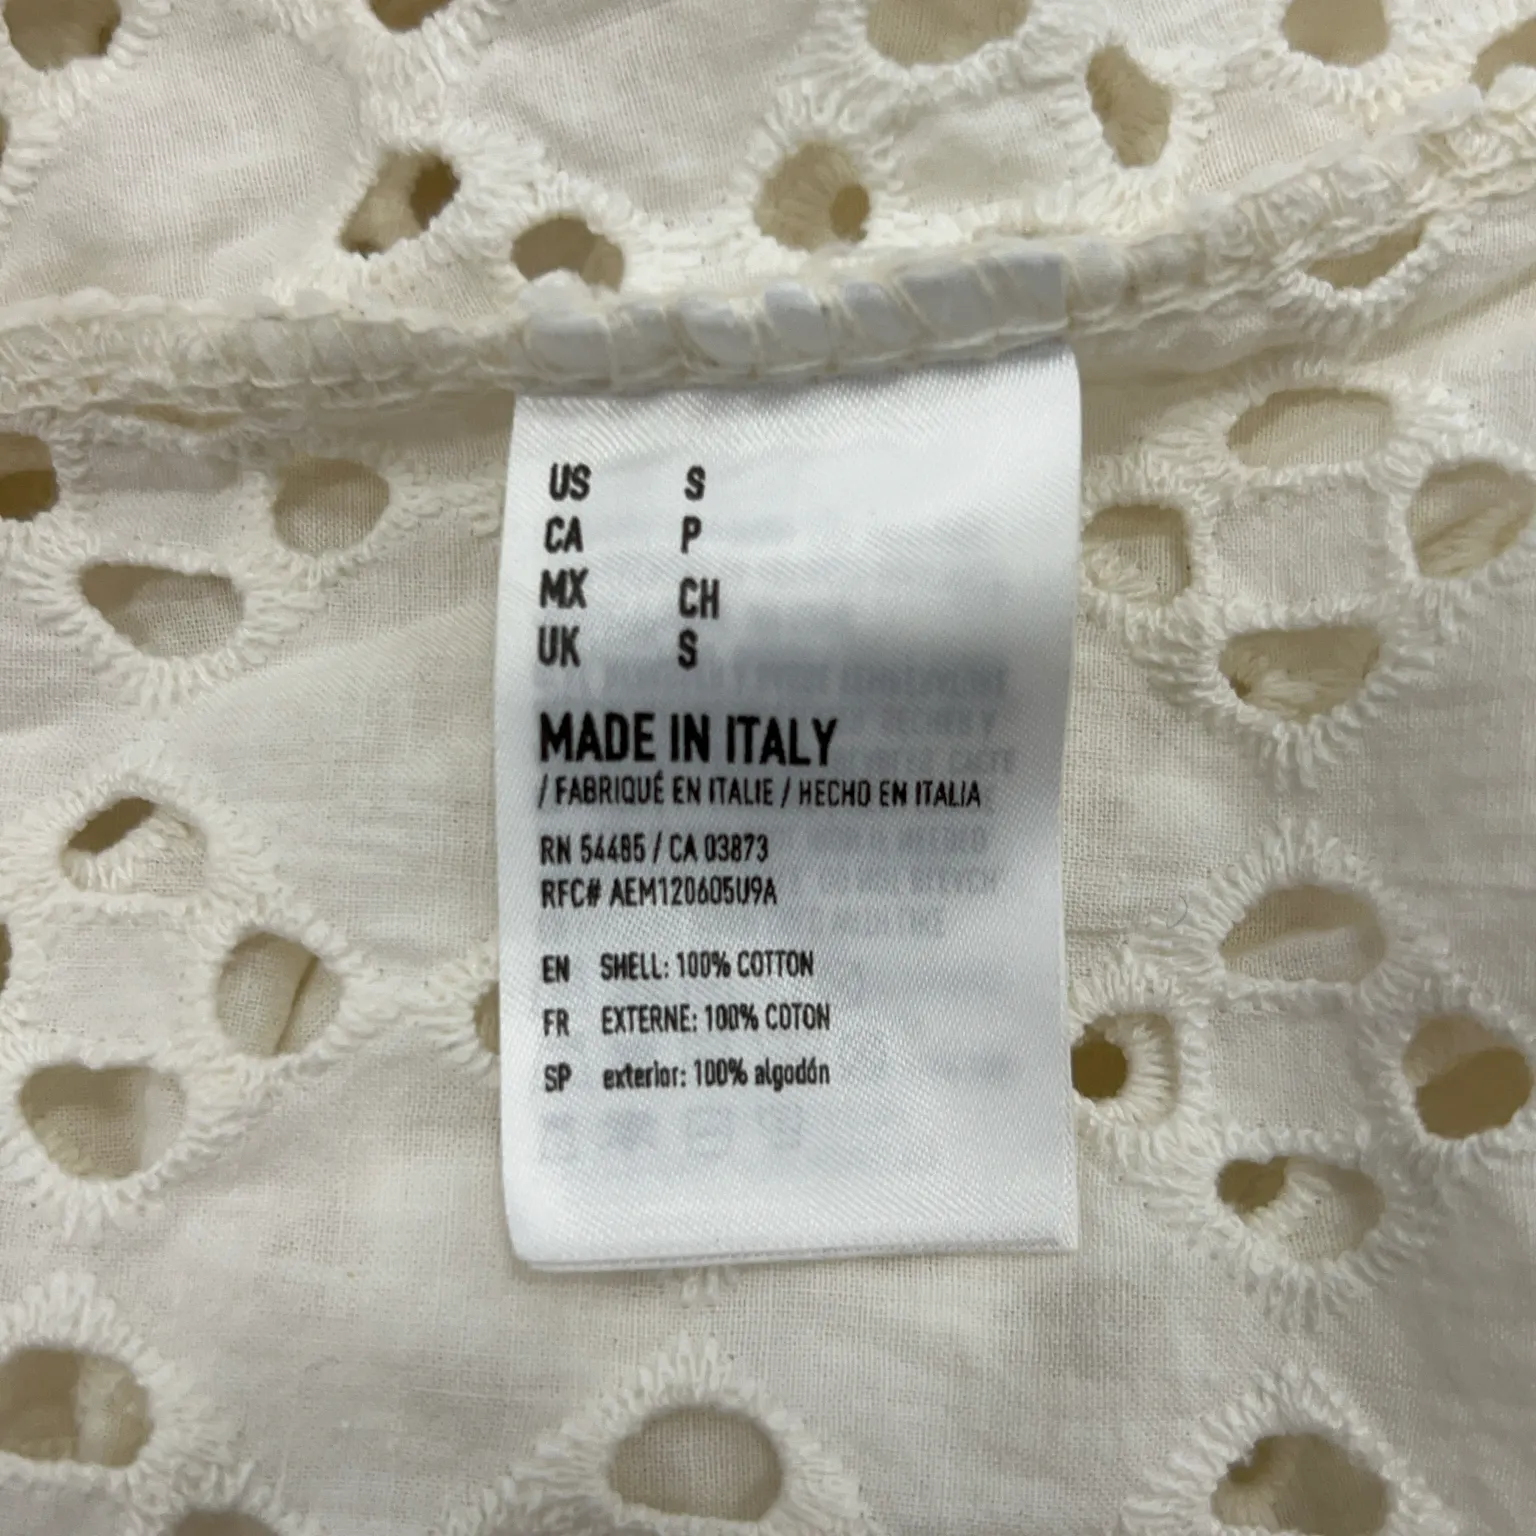 US S
CA P
MX CH
UK S
MADE IN ITALY
/ FABRIQUÉ EN ITALIE / HECHO EN ITALIA
RN 54485 / CA 03873
RFC# AEM120605U9A
EN SHELL: 100% COTTON
FR EXTERNE: 100% COTON
SP exterior: 100% algodón